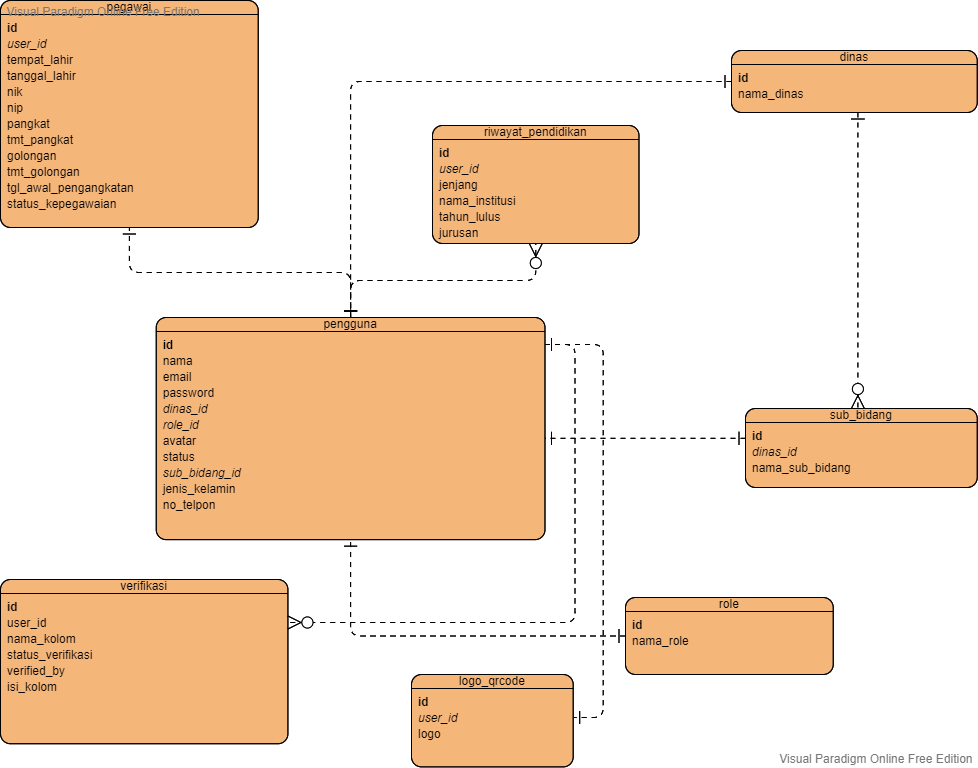 Visual Paradigm Online Free Edition
pegawai
id
user_id
tempat_lahir
tanggal_lahir
nik
nip
pangkat
tmt_pangkat
golongan
tmt_golongan
tgl_awal_pengangkatan
status_kepegawaian
dinas
id
nama_dinas
riwayat_pendidikan
id
user_id
jenjang
nama_institusi
tahun_lulus
jurusan
pengguna
id
nama
email
password
dinas_id
role_id
avatar
status
sub_bidang_id
jenis_kelamin
no_telpon
sub_bidang
id
dinas_id
nama_sub_bidang
verifikasi
id
user_id
nama_kolom
status_verifikasi
verified_by
isi_kolom
role
id
nama_role
logo_qrcode
id
user_id
logo
Visual Paradigm Online Free Edition